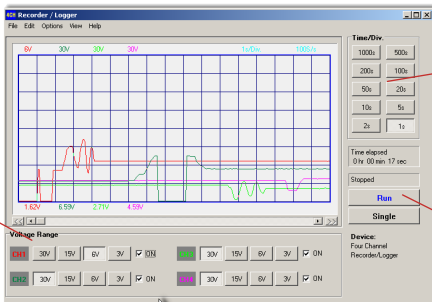 4CH Recorder / Logger
File Edit Options View Help
6V 30V 30V 30V 1s/Div 100S/s
1.62V 6.59V 2.71V 4.59V
Time/Div.
1000s 500s
200s 100s
50s 20s
10s 5s
2s 1s
Time elapsed
0 hr 00 min 17 sec
Stopped
Run
Single
Device:
Four Channel
Recorder/Logger
Voltage Range
CH1 30V 15V 6V 3V ON
CH3 30V 15V 6V 3V ON
CH2 30V 15V 6V 3V ON
CH4 30V 15V 6V 3V ON